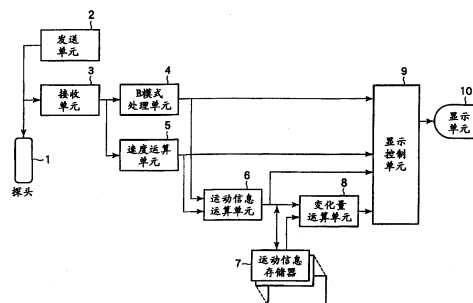 2
发送
单元
3
接收
单元
4
B模式
处理单元
5
速度运算
单元
1
探头
6
运动信息
运算单元
7
运动信息
存储器
8
变化量
运算单元
9
显示
控制
单元
10
显示
单元